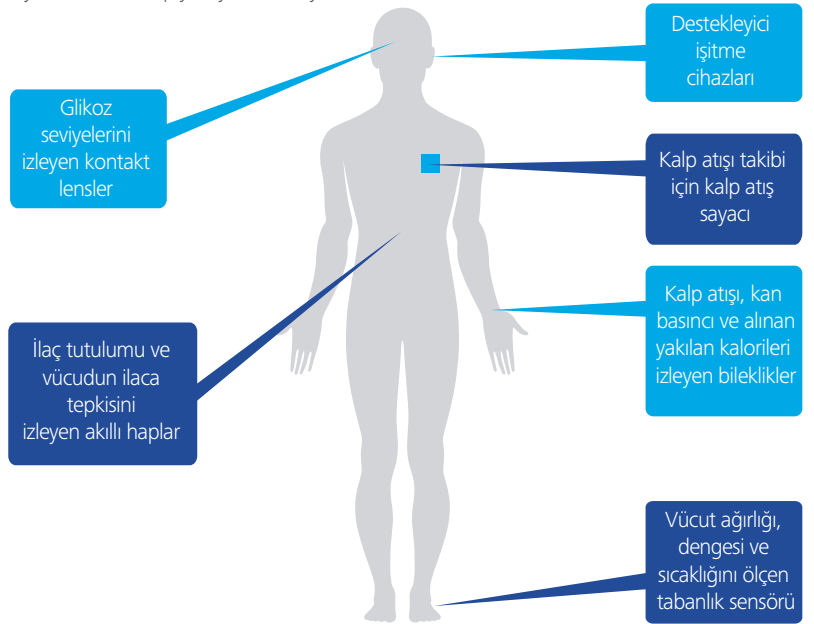 Destekleyici
işitme
cihazları
Glikoz
seviyelerini
izleyen kontakt
lensler
Kalp atışı takibi
için kalp atış
sayacı
Kalp atışı, kan
basıncı ve alınan
yakılan kalorileri
izleyen bileklikler
İlaç tutulumu ve
vücudun ilaca
tepkisini
izleyen akıllı haplar
Vücut ağırlığı,
dengesi ve
sıcaklığını ölçen
tabanlık sensörü